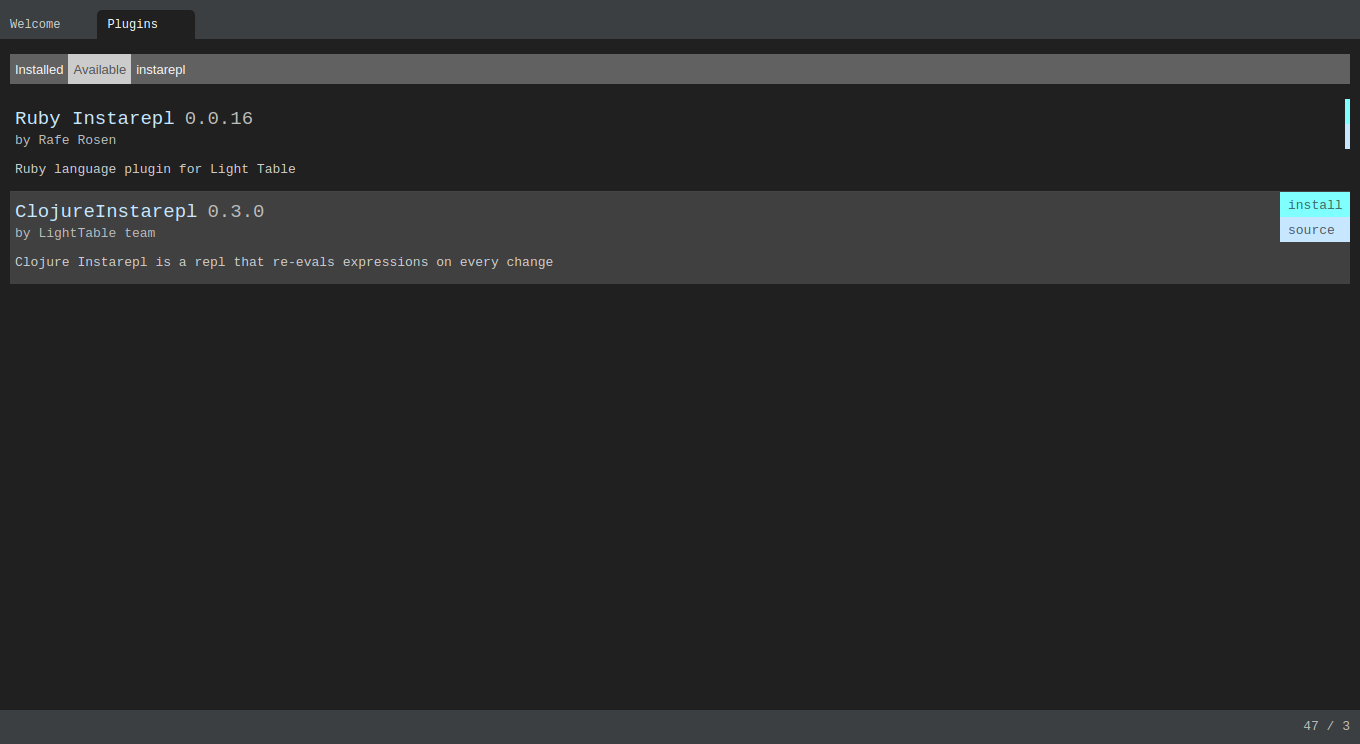 Welcome Plugins
Installed Available instarepl
Ruby Instarepl 0.0.16
by Rafe Rosen
Ruby language plugin for Light Table
ClojureInstarepl 0.3.0
install
by LightTable team
source
Clojure Instarepl is a repl that re-evals expressions on every change
47 / 3